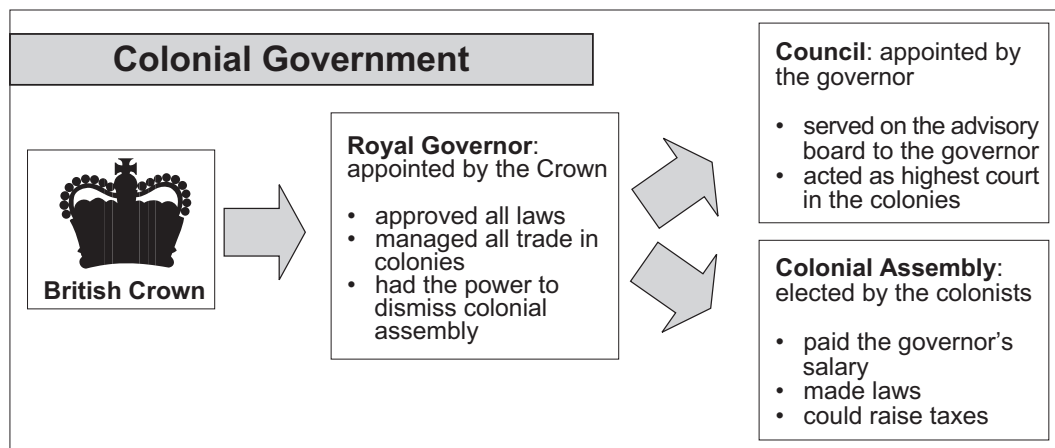 Colonial Government
British Crown
Royal Governor:
appointed by the Crown
• approved all laws
• managed all trade in
colonies
• had the power to
dismiss colonial
assembly
Council: appointed by
the governor
• served on the advisory
board to the governor
• acted as highest court
in the colonies
Colonial Assembly:
elected by the colonists
• paid the governor’s
salary
• made laws
• could raise taxes